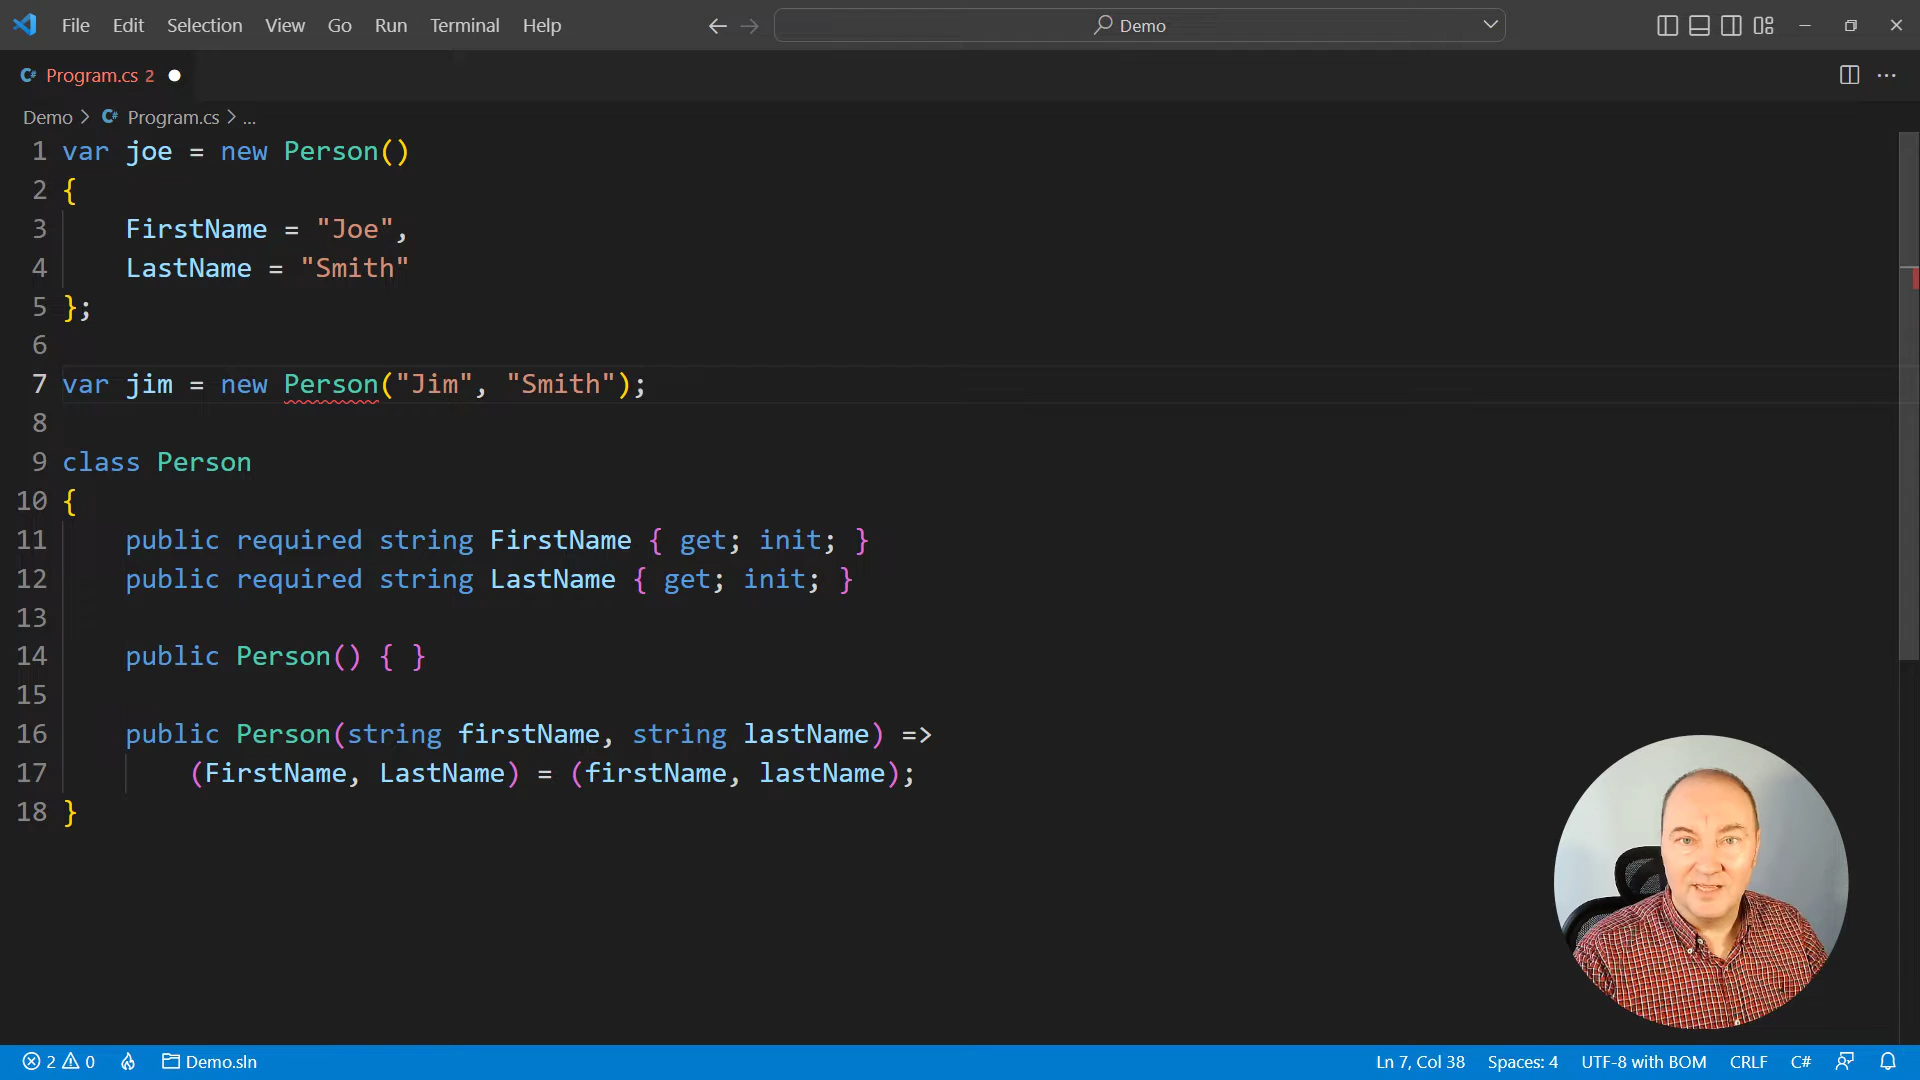 File Edit Selection View Go Run Terminal Help Demo
C# Program.cs 2
Demo > C# Program.cs > ...
1 var joe = new Person()
2 {
3 FirstName = "Joe",
4 LastName = "Smith"
5 };
6
7 var jim = new Person("Jim", "Smith");
8
9 class Person
10 {
11 public required string FirstName { get; init; }
12 public required string LastName { get; init; }
13
14 public Person() { }
15
16 public Person(string firstName, string lastName) =>
17 (FirstName, LastName) = (firstName, lastName);
18 }
2 0 Demo.sln Ln 7, Col 38 Spaces: 4 UTF-8 with BOM CRLF C#